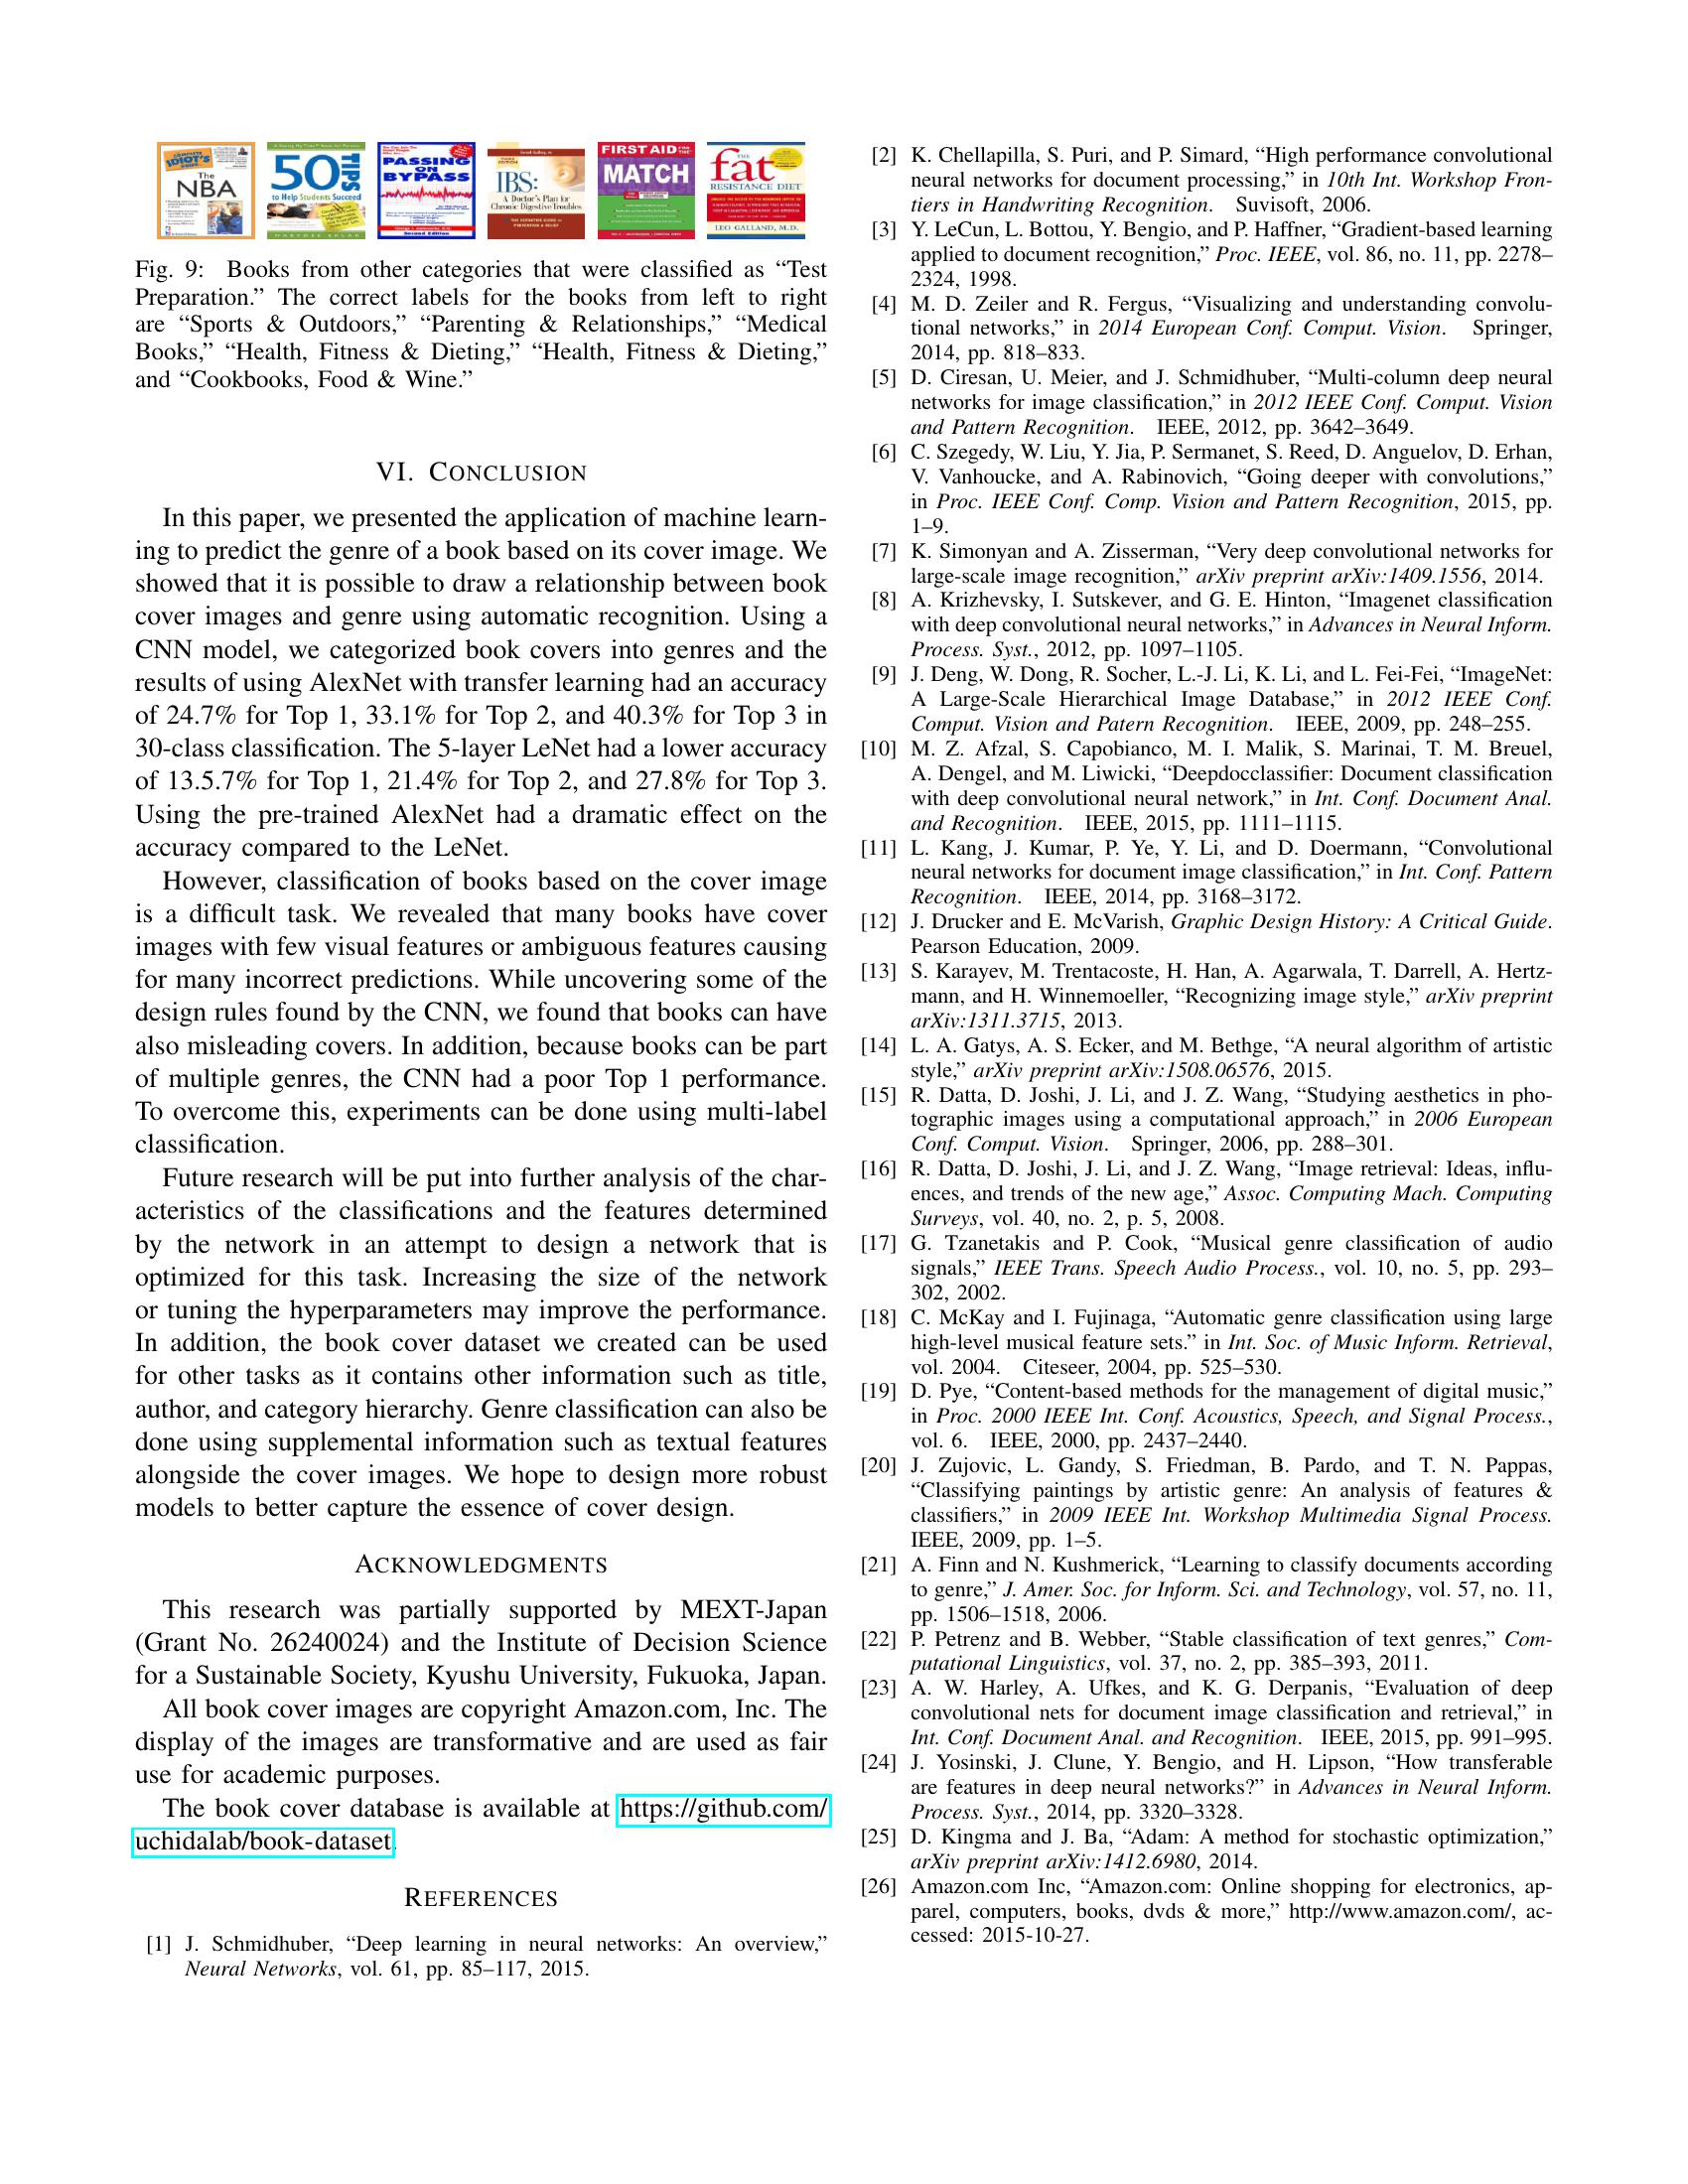 COMPLETE
IDIOT'S
The
NBA
50 TIPS
to Help Students Succeed
PASSING
ON
BYPASS
Second Edition
IBS:
A Doctor's Plan for
Chronic Digestive Troubles
FIRST AID FOR THE
MATCH
THE
fat
RESISTANCE DIET
LEO GALLAND, M.D.
Fig. 9: Books from other categories that were classified as “Test
Preparation.” The correct labels for the books from left to right
are “Sports & Outdoors,” “Parenting & Relationships,” “Medical
Books,” “Health, Fitness & Dieting,” “Health, Fitness & Dieting,”
and “Cookbooks, Food & Wine.”
VI. CONCLUSION
In this paper, we presented the application of machine learn-
ing to predict the genre of a book based on its cover image. We
showed that it is possible to draw a relationship between book
cover images and genre using automatic recognition. Using a
CNN model, we categorized book covers into genres and the
results of using AlexNet with transfer learning had an accuracy
of 24.7% for Top 1, 33.1% for Top 2, and 40.3% for Top 3 in
30-class classification. The 5-layer LeNet had a lower accuracy
of 13.5.7% for Top 1, 21.4% for Top 2, and 27.8% for Top 3.
Using the pre-trained AlexNet had a dramatic effect on the
accuracy compared to the LeNet.
However, classification of books based on the cover image
is a difficult task. We revealed that many books have cover
images with few visual features or ambiguous features causing
for many incorrect predictions. While uncovering some of the
design rules found by the CNN, we found that books can have
also misleading covers. In addition, because books can be part
of multiple genres, the CNN had a poor Top 1 performance.
To overcome this, experiments can be done using multi-label
classification.
Future research will be put into further analysis of the char-
acteristics of the classifications and the features determined
by the network in an attempt to design a network that is
optimized for this task. Increasing the size of the network
or tuning the hyperparameters may improve the performance.
In addition, the book cover dataset we created can be used
for other tasks as it contains other information such as title,
author, and category hierarchy. Genre classification can also be
done using supplemental information such as textual features
alongside the cover images. We hope to design more robust
models to better capture the essence of cover design.
ACKNOWLEDGMENTS
This research was partially supported by MEXT-Japan
(Grant No. 26240024) and the Institute of Decision Science
for a Sustainable Society, Kyushu University, Fukuoka, Japan.
All book cover images are copyright Amazon.com, Inc. The
display of the images are transformative and are used as fair
use for academic purposes.
The book cover database is available at https://github.com/
uchidalab/book-dataset.
REFERENCES
[1] J. Schmidhuber, “Deep learning in neural networks: An overview,”
Neural Networks, vol. 61, pp. 85–117, 2015.
[2] K. Chellapilla, S. Puri, and P. Simard, “High performance convolutional
neural networks for document processing,” in 10th Int. Workshop Fron-
tiers in Handwriting Recognition. Suvisoft, 2006.
[3] Y. LeCun, L. Bottou, Y. Bengio, and P. Haffner, “Gradient-based learning
applied to document recognition,” Proc. IEEE, vol. 86, no. 11, pp. 2278–
2324, 1998.
[4] M. D. Zeiler and R. Fergus, “Visualizing and understanding convolu-
tional networks,” in 2014 European Conf. Comput. Vision. Springer,
2014, pp. 818–833.
[5] D. Ciresan, U. Meier, and J. Schmidhuber, “Multi-column deep neural
networks for image classification,” in 2012 IEEE Conf. Comput. Vision
and Pattern Recognition. IEEE, 2012, pp. 3642–3649.
[6] C. Szegedy, W. Liu, Y. Jia, P. Sermanet, S. Reed, D. Anguelov, D. Erhan,
V. Vanhoucke, and A. Rabinovich, “Going deeper with convolutions,”
in Proc. IEEE Conf. Comp. Vision and Pattern Recognition, 2015, pp.
1–9.
[7] K. Simonyan and A. Zisserman, “Very deep convolutional networks for
large-scale image recognition,” arXiv preprint arXiv:1409.1556, 2014.
[8] A. Krizhevsky, I. Sutskever, and G. E. Hinton, “Imagenet classification
with deep convolutional neural networks,” in Advances in Neural Inform.
Process. Syst., 2012, pp. 1097–1105.
[9] J. Deng, W. Dong, R. Socher, L.-J. Li, K. Li, and L. Fei-Fei, “ImageNet:
A Large-Scale Hierarchical Image Database,” in 2012 IEEE Conf.
Comput. Vision and Patern Recognition. IEEE, 2009, pp. 248–255.
[10] M. Z. Afzal, S. Capobianco, M. I. Malik, S. Marinai, T. M. Breuel,
A. Dengel, and M. Liwicki, “Deepdocclassifier: Document classification
with deep convolutional neural network,” in Int. Conf. Document Anal.
and Recognition. IEEE, 2015, pp. 1111–1115.
[11] L. Kang, J. Kumar, P. Ye, Y. Li, and D. Doermann, “Convolutional
neural networks for document image classification,” in Int. Conf. Pattern
Recognition. IEEE, 2014, pp. 3168–3172.
[12] J. Drucker and E. McVarish, Graphic Design History: A Critical Guide.
Pearson Education, 2009.
[13] S. Karayev, M. Trentacoste, H. Han, A. Agarwala, T. Darrell, A. Hertz-
mann, and H. Winnemoeller, “Recognizing image style,” arXiv preprint
arXiv:1311.3715, 2013.
[14] L. A. Gatys, A. S. Ecker, and M. Bethge, “A neural algorithm of artistic
style,” arXiv preprint arXiv:1508.06576, 2015.
[15] R. Datta, D. Joshi, J. Li, and J. Z. Wang, “Studying aesthetics in pho-
tographic images using a computational approach,” in 2006 European
Conf. Comput. Vision. Springer, 2006, pp. 288–301.
[16] R. Datta, D. Joshi, J. Li, and J. Z. Wang, “Image retrieval: Ideas, influ-
ences, and trends of the new age,” Assoc. Computing Mach. Computing
Surveys, vol. 40, no. 2, p. 5, 2008.
[17] G. Tzanetakis and P. Cook, “Musical genre classification of audio
signals,” IEEE Trans. Speech Audio Process., vol. 10, no. 5, pp. 293–
302, 2002.
[18] C. McKay and I. Fujinaga, “Automatic genre classification using large
high-level musical feature sets.” in Int. Soc. of Music Inform. Retrieval,
vol. 2004. Citeseer, 2004, pp. 525–530.
[19] D. Pye, “Content-based methods for the management of digital music,”
in Proc. 2000 IEEE Int. Conf. Acoustics, Speech, and Signal Process.,
vol. 6. IEEE, 2000, pp. 2437–2440.
[20] J. Zujovic, L. Gandy, S. Friedman, B. Pardo, and T. N. Pappas,
“Classifying paintings by artistic genre: An analysis of features &
classifiers,” in 2009 IEEE Int. Workshop Multimedia Signal Process.
IEEE, 2009, pp. 1–5.
[21] A. Finn and N. Kushmerick, “Learning to classify documents according
to genre,” J. Amer. Soc. for Inform. Sci. and Technology, vol. 57, no. 11,
pp. 1506–1518, 2006.
[22] P. Petrenz and B. Webber, “Stable classification of text genres,” Com-
putational Linguistics, vol. 37, no. 2, pp. 385–393, 2011.
[23] A. W. Harley, A. Ufkes, and K. G. Derpanis, “Evaluation of deep
convolutional nets for document image classification and retrieval,” in
Int. Conf. Document Anal. and Recognition. IEEE, 2015, pp. 991–995.
[24] J. Yosinski, J. Clune, Y. Bengio, and H. Lipson, “How transferable
are features in deep neural networks?” in Advances in Neural Inform.
Process. Syst., 2014, pp. 3320–3328.
[25] D. Kingma and J. Ba, “Adam: A method for stochastic optimization,”
arXiv preprint arXiv:1412.6980, 2014.
[26] Amazon.com Inc, “Amazon.com: Online shopping for electronics, ap-
parel, computers, books, dvds & more,” http://www.amazon.com/, ac-
cessed: 2015-10-27.